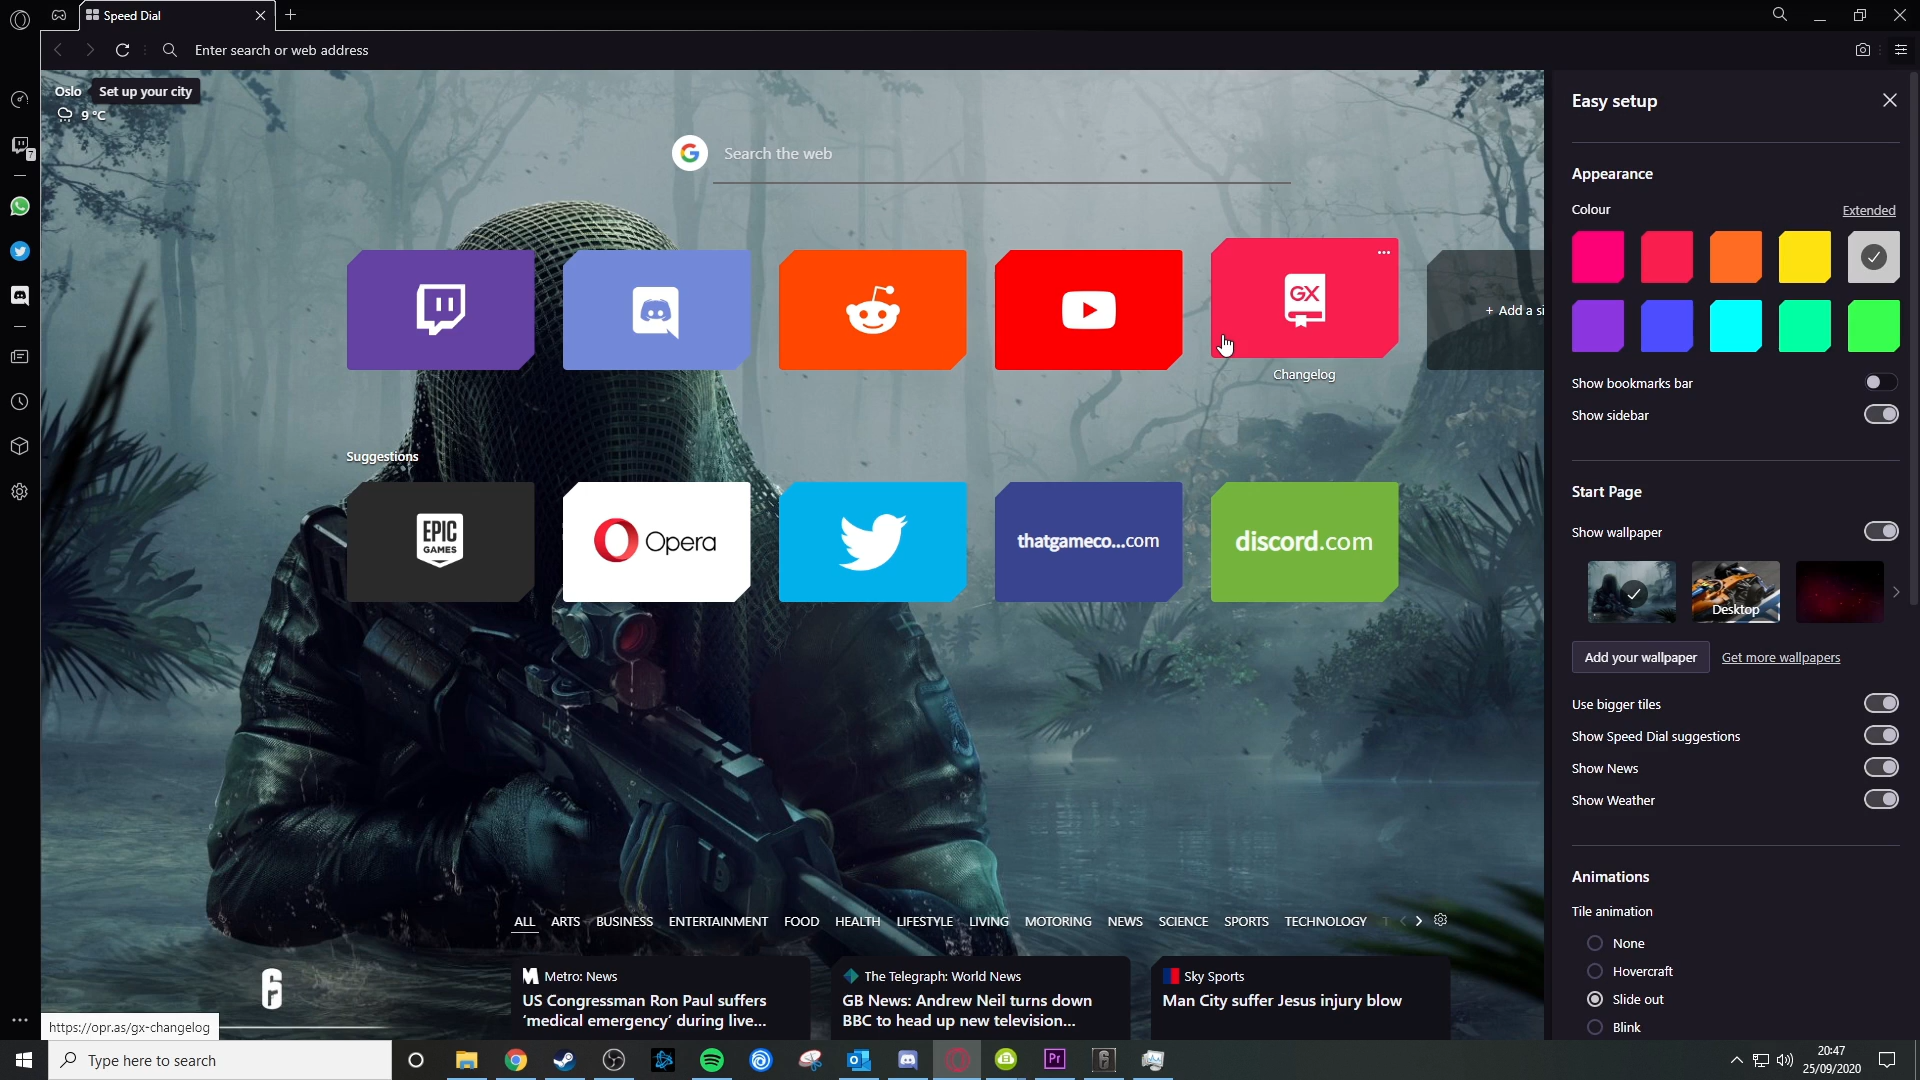 Speed Dial
Enter search or web address
Oslo
Set up your city
9 °C
7
Search the web
GX
+ Add a si
Changelog
Suggestions
EPIC
GAMES
Opera
thatgameco...com
discord.com
ALL ARTS BUSINESS ENTERTAINMENT FOOD HEALTH LIFESTYLE LIVING MOTORING NEWS SCIENCE SPORTS TECHNOLOGY T
6
Metro: News
US Congressman Ron Paul suffers
‘medical emergency’ during live...
The Telegraph: World News
GB News: Andrew Neil turns down
BBC to head up new television...
Sky Sports
Man City suffer Jesus injury blow
https://opr.as/gx-changelog
Easy setup
Appearance
Colour
Extended
Show bookmarks bar
Show sidebar
Start Page
Show wallpaper
Desktop
Add your wallpaper
Get more wallpapers
Use bigger tiles
Show Speed Dial suggestions
Show News
Show Weather
Animations
Tile animation
None
Hovercraft
Slide out
Blink
Type here to search
Pr
20:47
25/09/2020